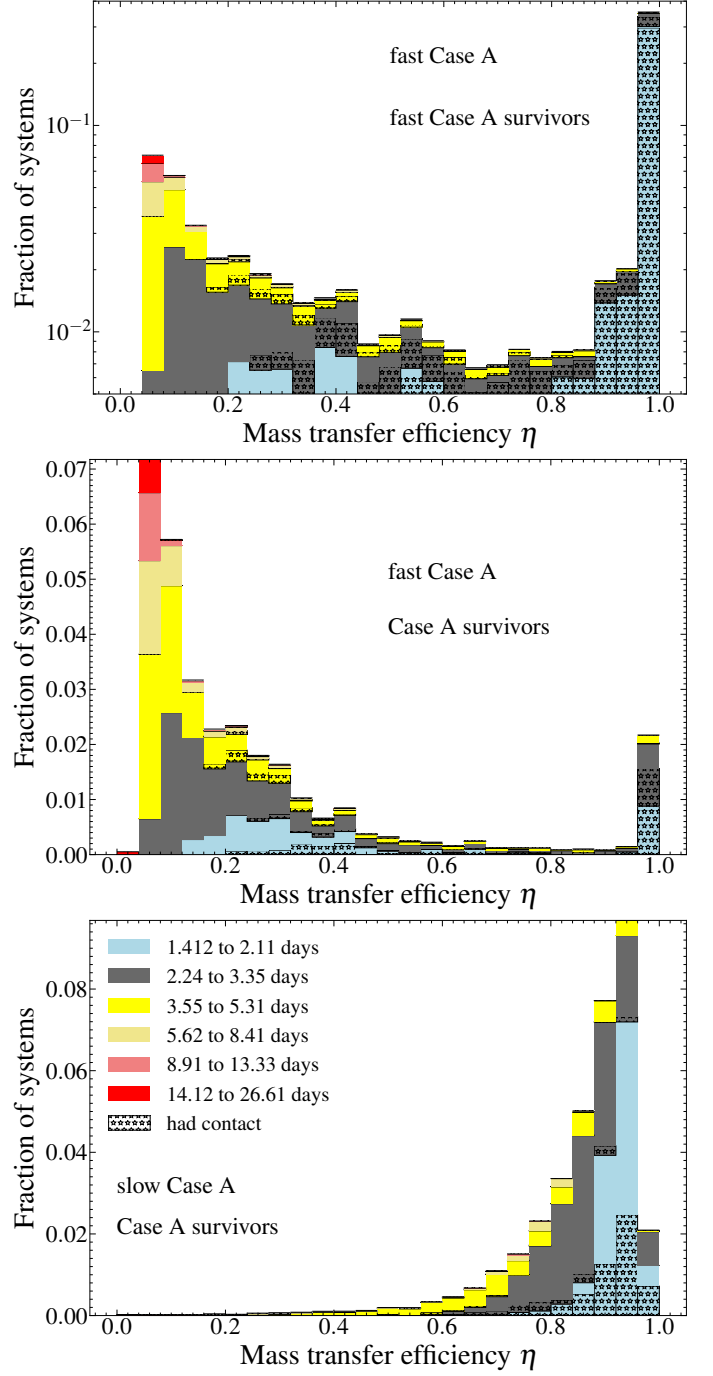 10⁻¹
10⁻²
Fraction of systems
fast Case A
fast Case A survivors
0.0 0.2 0.4 0.6 0.8 1.0
Mass transfer efficiency η
0.07
0.06
0.05
0.04
0.03
0.02
0.01
0.00
Fraction of systems
fast Case A
Case A survivors
0.0 0.2 0.4 0.6 0.8 1.0
Mass transfer efficiency η
0.08
0.06
0.04
0.02
0.00
Fraction of systems
1.412 to 2.11 days
2.24 to 3.35 days
3.55 to 5.31 days
5.62 to 8.41 days
8.91 to 13.33 days
14.12 to 26.61 days
had contact
slow Case A
Case A survivors
0.0 0.2 0.4 0.6 0.8 1.0
Mass transfer efficiency η